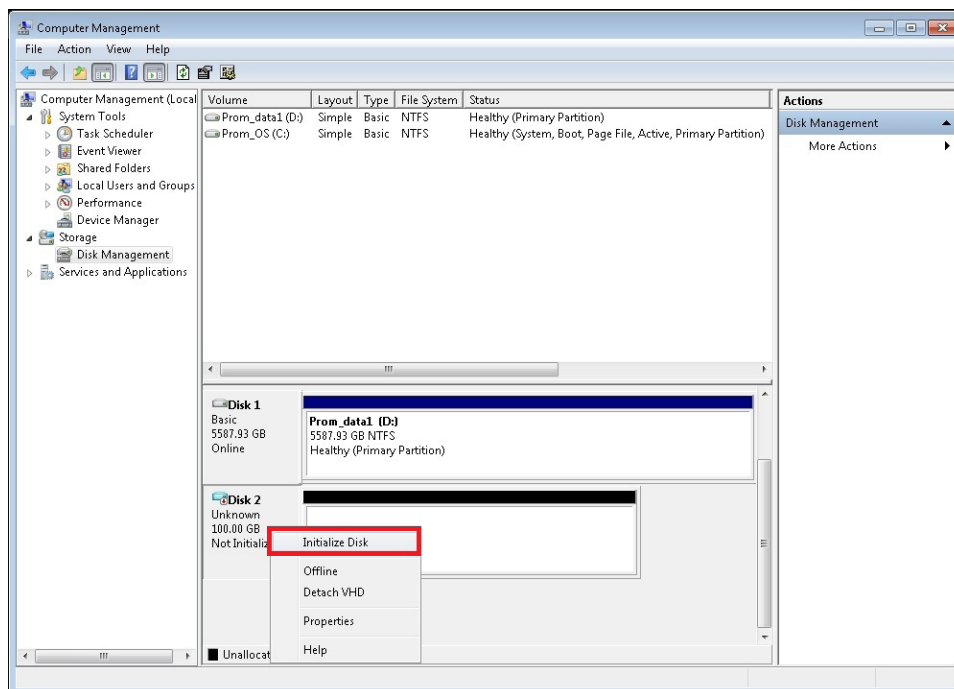 Computer Management
File Action View Help
Computer Management (Local
System Tools
Task Scheduler
Event Viewer
Shared Folders
Local Users and Groups
Performance
Device Manager
Storage
Disk Management
Services and Applications
Volume Layout Type File System Status
Prom_data1 (D:) Simple Basic NTFS Healthy (Primary Partition)
Prom_OS (C:) Simple Basic NTFS Healthy (System, Boot, Page File, Active, Primary Partition)
Disk 1
Basic
5587.93 GB
Online
Prom_data1 (D:)
5587.93 GB NTFS
Healthy (Primary Partition)
Disk 2
Unknown
100.00 GB
Not Initializ
Initialize Disk
Offline
Detach VHD
Properties
Help
Unallocat
Actions
Disk Management
More Actions